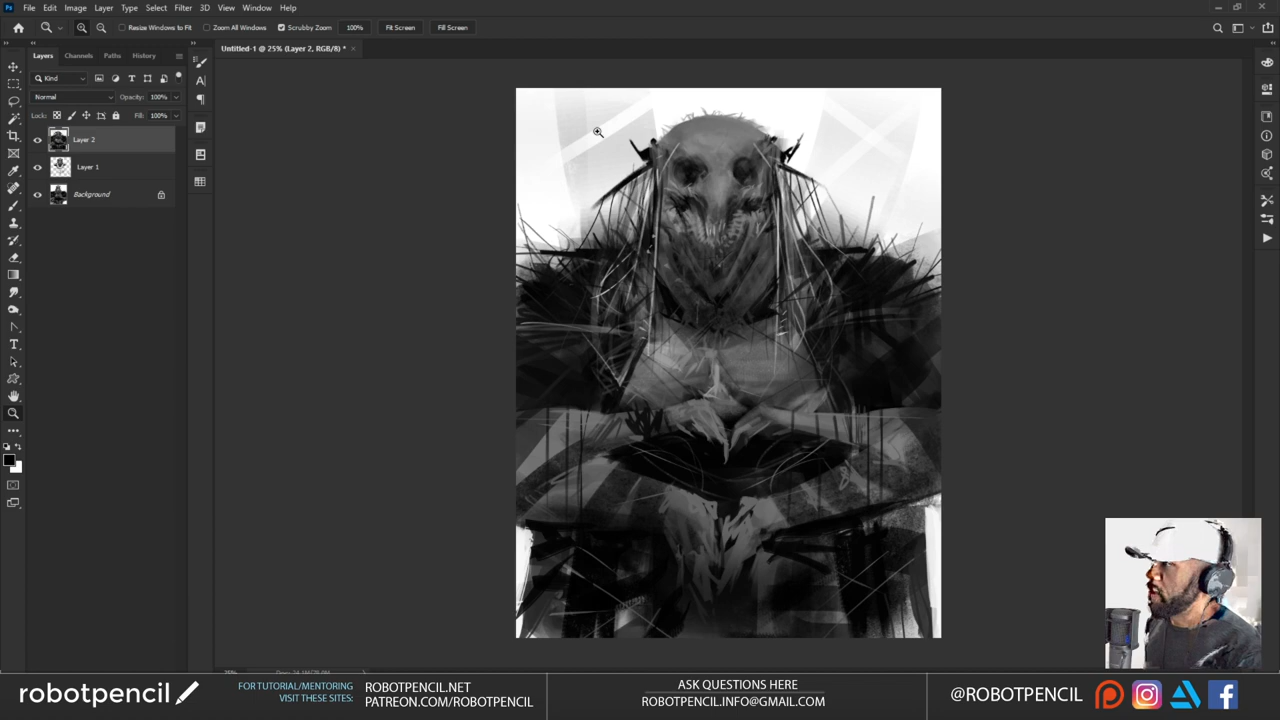 Ps File Edit Image Layer Type Select Filter 3D View Window Help
Resize Windows to Fit Zoom All Windows Scrubby Zoom 100% Fit Screen Fill Screen
Layers Channels Paths History
Untitled-1 @ 25% (Layer 2, RGB/8) *
Kind
Normal Opacity: 100%
Lock: Fill: 100%
Layer 2
Layer 1
Background
robotpencil
FOR TUTORIAL/MENTORING
VISIT THESE SITES:
ROBOTPENCIL.NET
PATREON.COM/ROBOTPENCIL
ASK QUESTIONS HERE
ROBOTPENCIL.INFO@GMAIL.COM
@ROBOTPENCIL